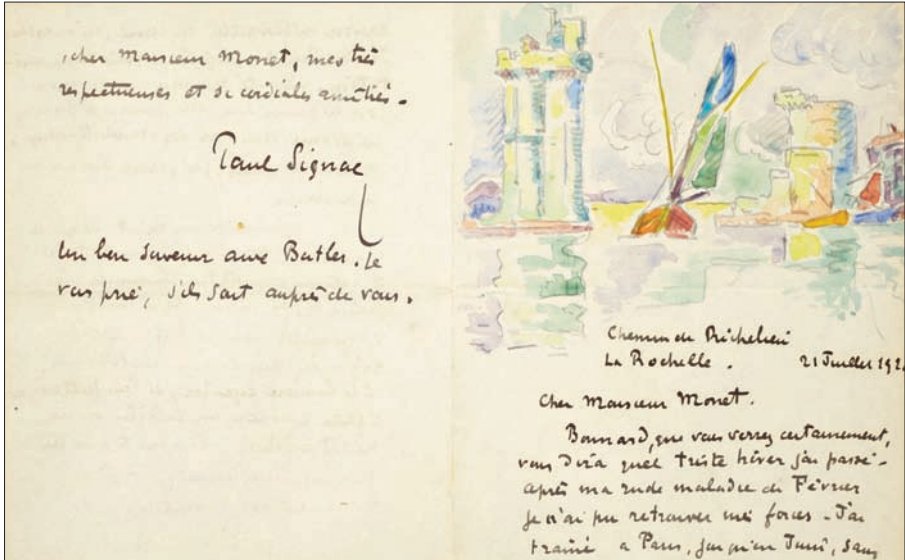 , cher Monsieur Monet, mes très
respectueuses et si cordiales amitiés.
Paul Signac
Un bon souvenir aux Butler. Je
vous prie, s'ils sont auprès de vous.
Chemin de Richelieu
La Rochelle. 21 Juillet 192
Cher Monsieur Monet.
Bonnard, que vous verrez certainement,
vous dira quel triste hiver j'ai passé -
après ma rude maladie de Février
je n'ai pu retrouver mes forces - J'ai
traîné à Paris, jusqu'en Juin, sans